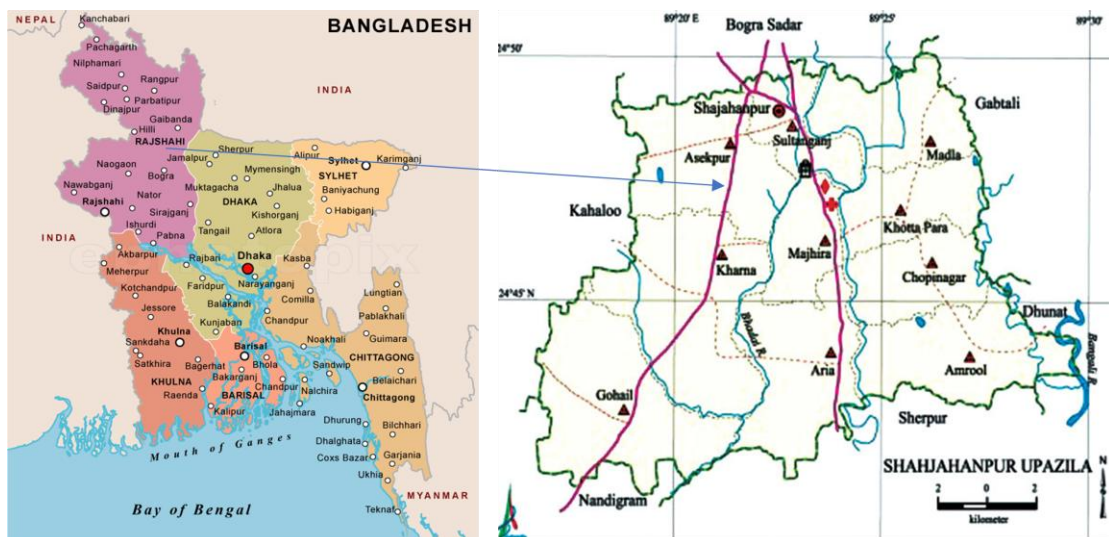 NEPAL
Kanchabari
BANGLADESH
Pachagarth
Nilphamari
Rangpur
Saidpur
Parbatipur
Dinajpur
INDIA
Gaibanda
Hilli
RAJSHAHI
Sherpur
Jamalpur
Alipur
Sylhet
Karimganj
Naogaon
Mymensingh
SYLHET
Bogra
Muktagacha
Jhalua
Baniyachung
Nawabganj
Nator
DHAKA
Rajshahi
Sirajganj
Kishorganj
Habiganj
Ishurdi
Tangail
Atlora
INDIA
Pabna
Akbarpur
Dhaka
Kasba
Rajbari
Meherpur
Narayanganj
Faridpur
Kotchandpur
Comilla
Lungtian
Balakandi
Jessore
Chandpur
Pablakhali
Kunjaban
Khulna
Noakhali
Guimara
Sankdaha
Barisal
CHITTAGONG
Satkhira
Bagerhat
Bhola
Sandwip
Belaichari
KHULNA
Bakarganj
Chandpur
Raenda
BARISAL
Nalchira
Chittagong
Kalipur
Jahajmara
Dhurung
Bilchhari
Mouth of Ganges
Dhalghata
Coxs Bazar
Garjania
Ukhia
MYANMAR
Bay of Bengal
Teknaf
89'20 E
89'25
89'30
Bogra Sadar
24'50
Shajahanpur
Gabtali
Sultanganj
Asekpur
Madla
Kahaloo
Khotta Para
Majhira
Kharna
Chopinagar
24'45 N
Dhunat
Bhadai R.
Bangali R.
Aria
Amrool
Gohail
Sherpur
SHAHJAHANPUR UPAZILA
N
2 0 2
kilometer
Nandigram